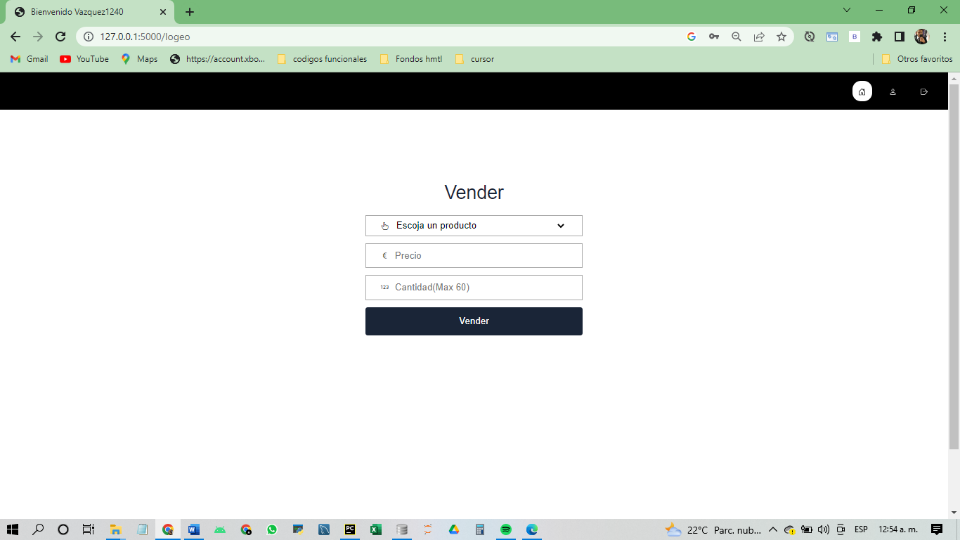 Bienvenido Vazquez1240
127.0.0.1:5000/logeo
Gmail YouTube Maps https://account.xbo... codigos funcionales Fondos hmtl cursor Otros favoritos
Vender
Escoja un producto
Precio
123 Cantidad(Max 60)
Vender
22°C Parc. nub... ESP 12:54 a. m.